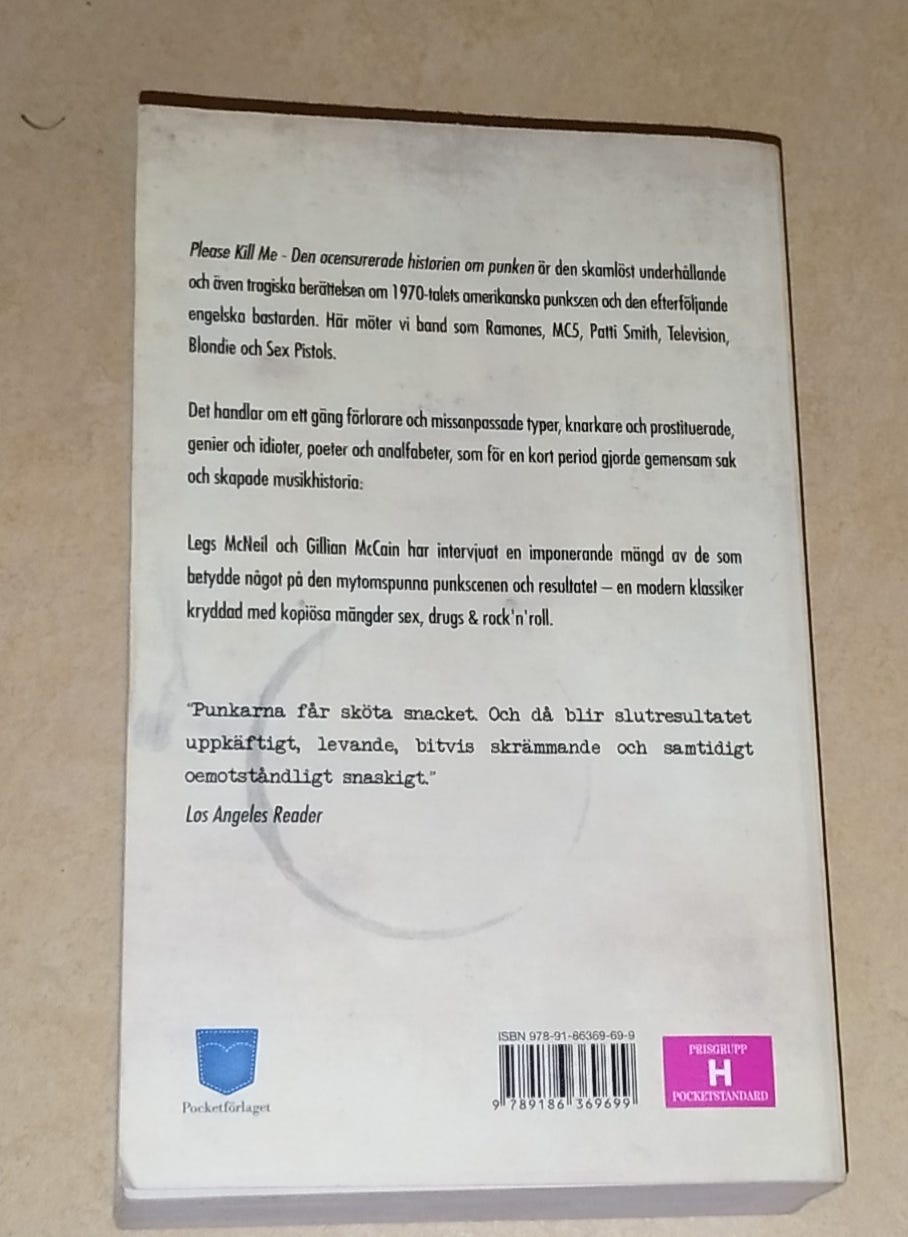 Please Kill Me - Den ocensurerade historien om punken är den skamlöst underhållande
och även tragiska berättelsen om 1970-talets amerikanska punkscen och den efterföljande
engelska bastarden. Här möter vi band som Ramones, MC5, Patti Smith, Television,
Blondie och Sex Pistols.
Det handlar om ett gäng förlorare och missanpassade typer, knarkare och prostituerade,
genier och idioter, poeter och analfabeter, som för en kort period gjorde gemensam sak
och skapade musikhistoria:
Legs McNeil och Gillian McCain har intervjuat en imponerande mängd av de som
betydde något på den mytomspunna punkscenen och resultatet – en modern klassiker
kryddad med kopiösa mängder sex, drugs & rock'n'roll.
"Punkarna får sköta snacket. Och då blir slutresultatet
uppkäftigt, levande, bitvis skrämmande och samtidigt
oemotståndligt snaskigt."
Los Angeles Reader
Pocketförlaget
ISBN 978-91-86369-69-9
9 789186 369699
PRISGRUPP
H
POCKETSTANDARD